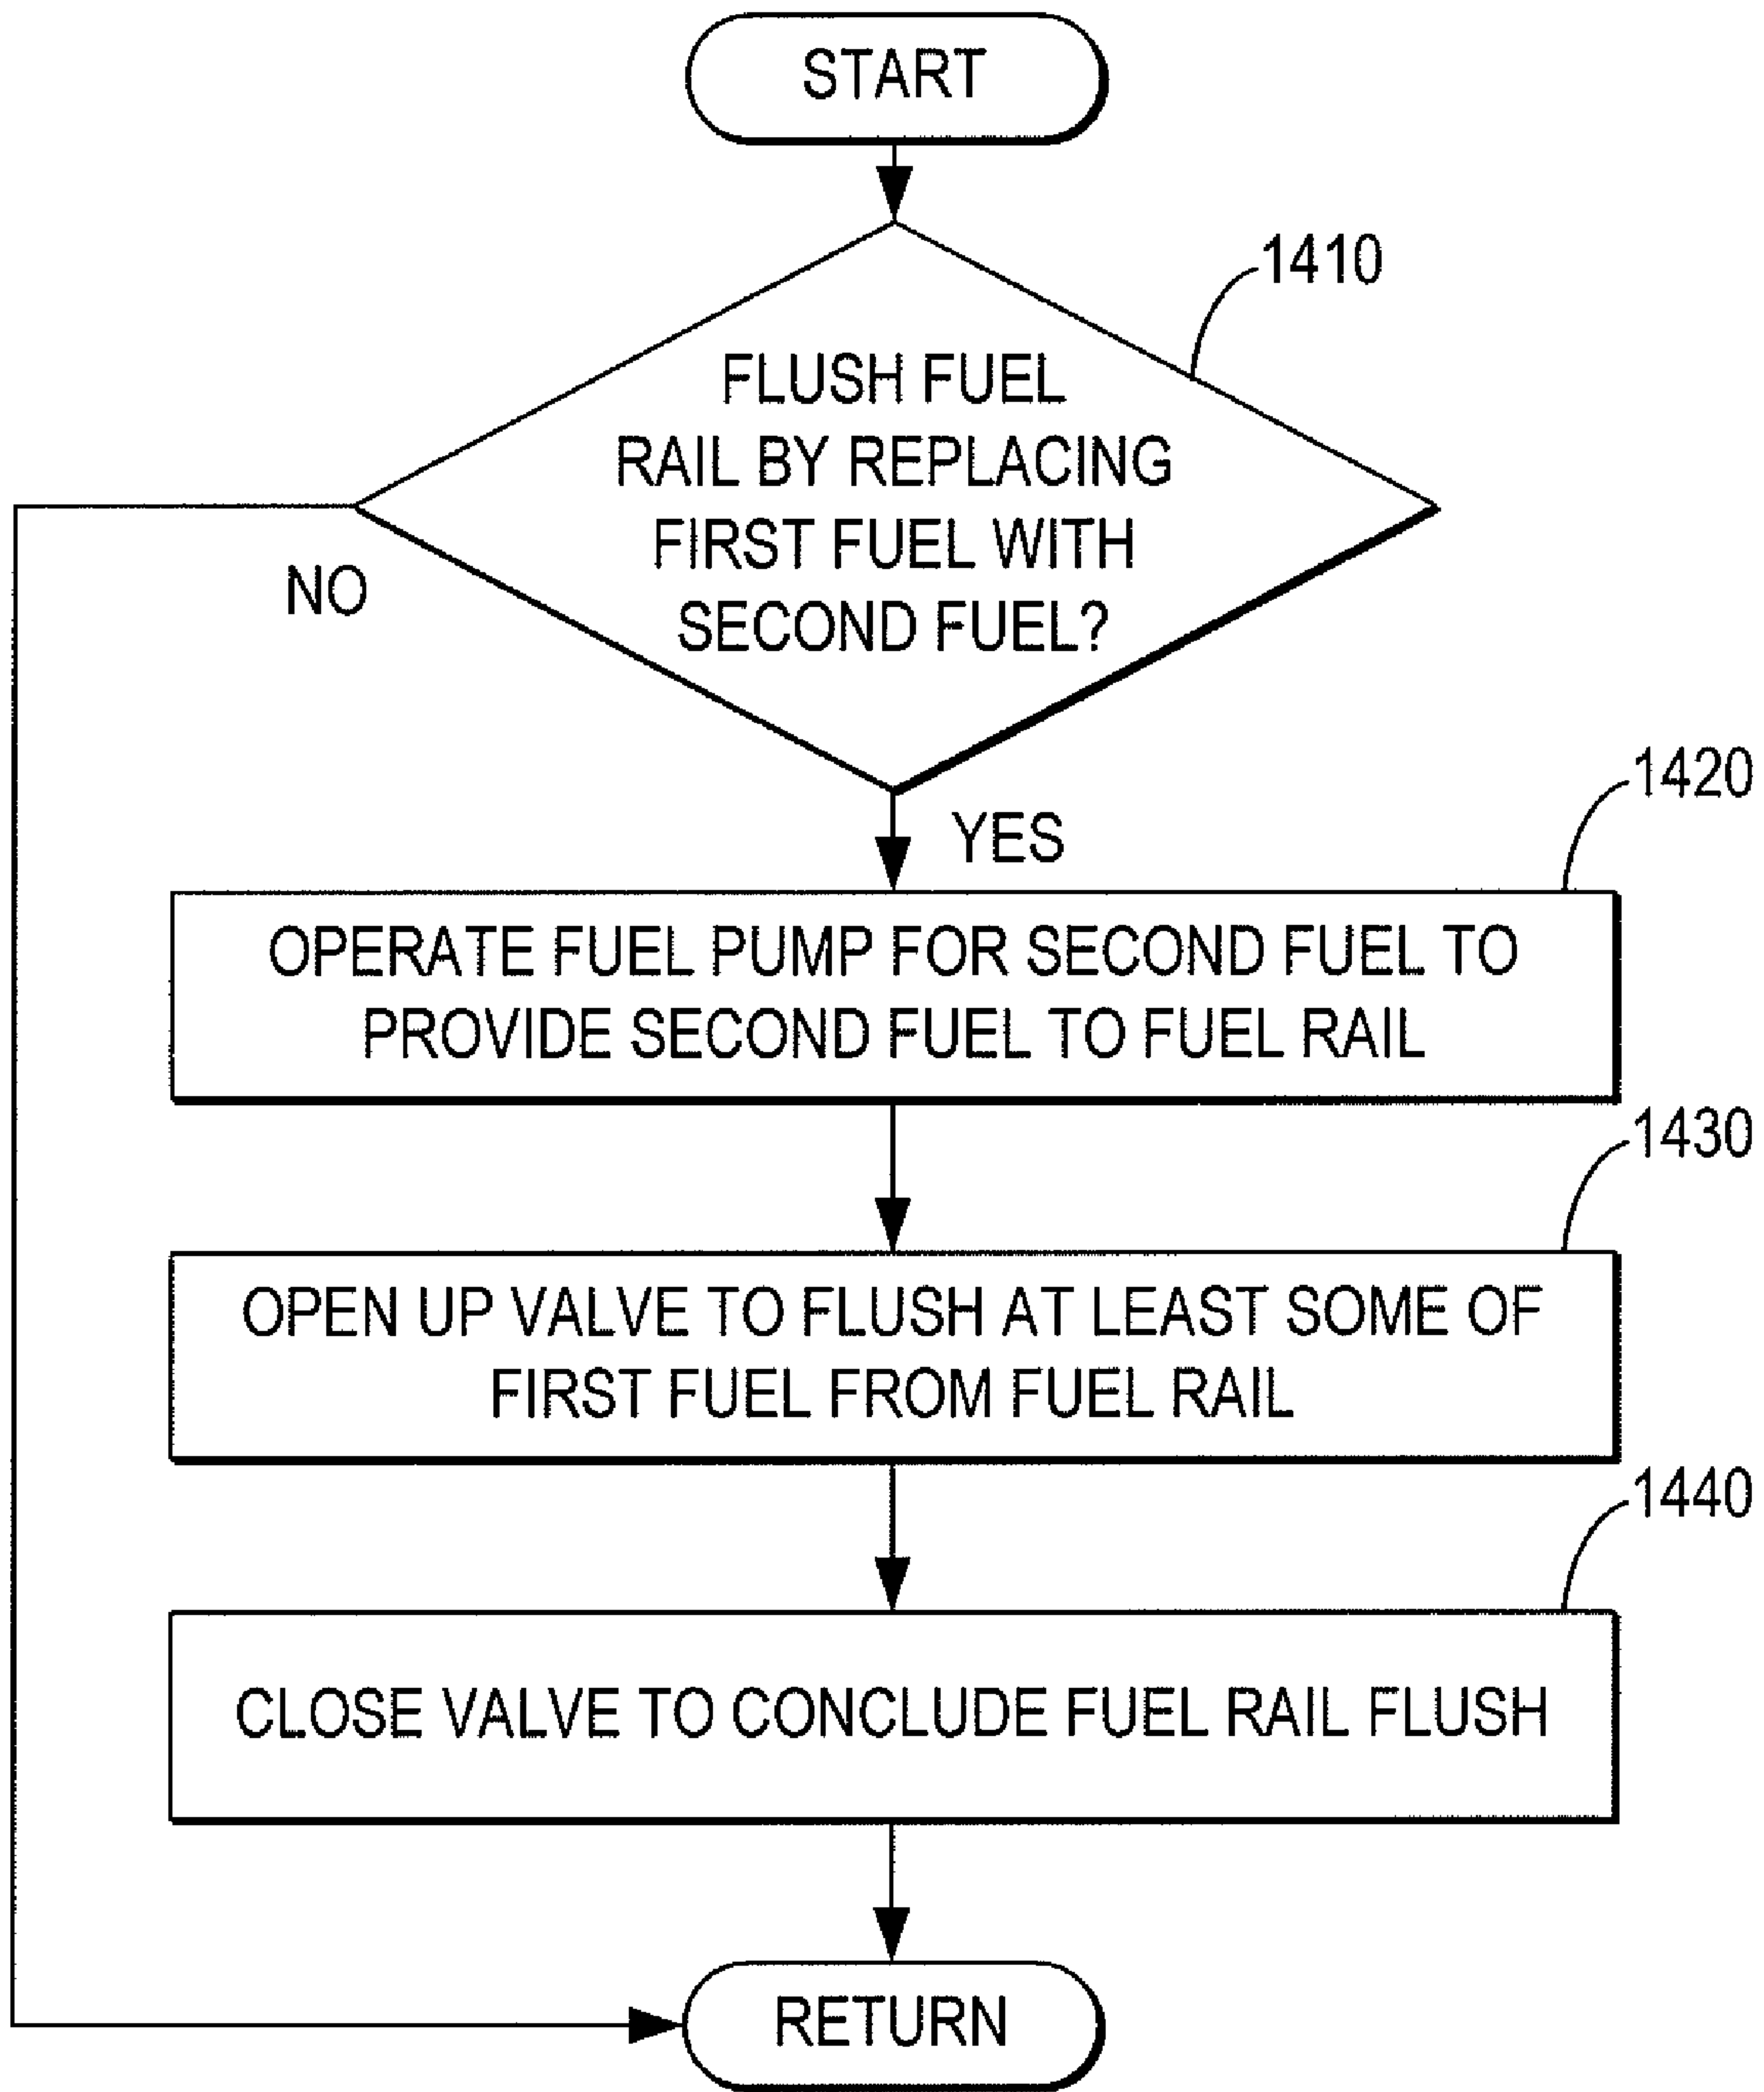 START
1410
FLUSH FUEL
RAIL BY REPLACING
FIRST FUEL WITH
SECOND FUEL?
NO
YES
1420
OPERATE FUEL PUMP FOR SECOND FUEL TO
PROVIDE SECOND FUEL TO FUEL RAIL
1430
OPEN UP VALVE TO FLUSH AT LEAST SOME OF
FIRST FUEL FROM FUEL RAIL
1440
CLOSE VALVE TO CONCLUDE FUEL RAIL FLUSH
RETURN